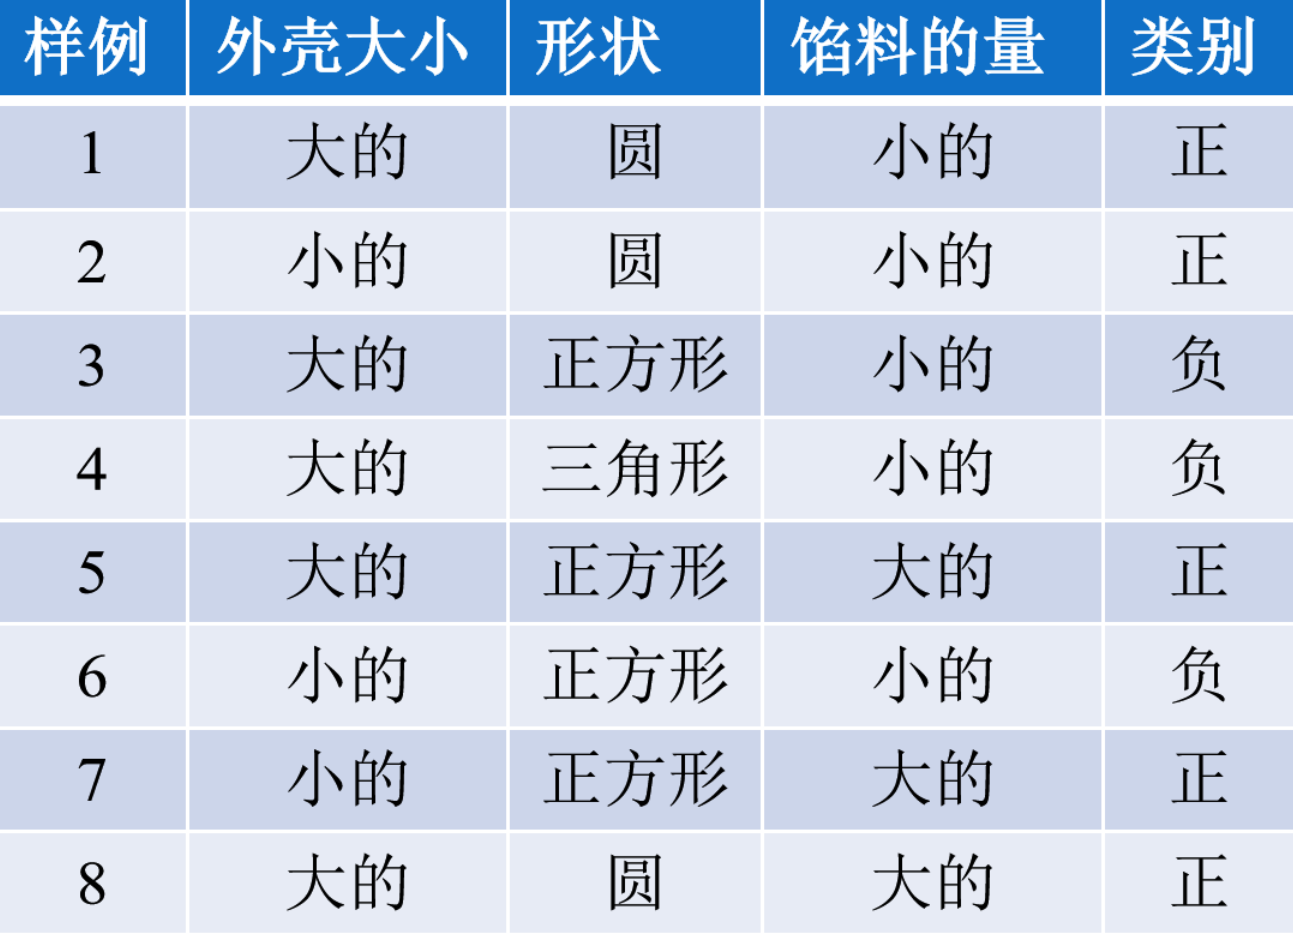 样例 外壳大小 形状 馅料的量 类别
1 大的 圆 小的 正
2 小的 圆 小的 正
3 大的 正方形 小的 负
4 大的 三角形 小的 负
5 大的 正方形 大的 正
6 小的 正方形 小的 负
7 小的 正方形 大的 正
8 大的 圆 大的 正